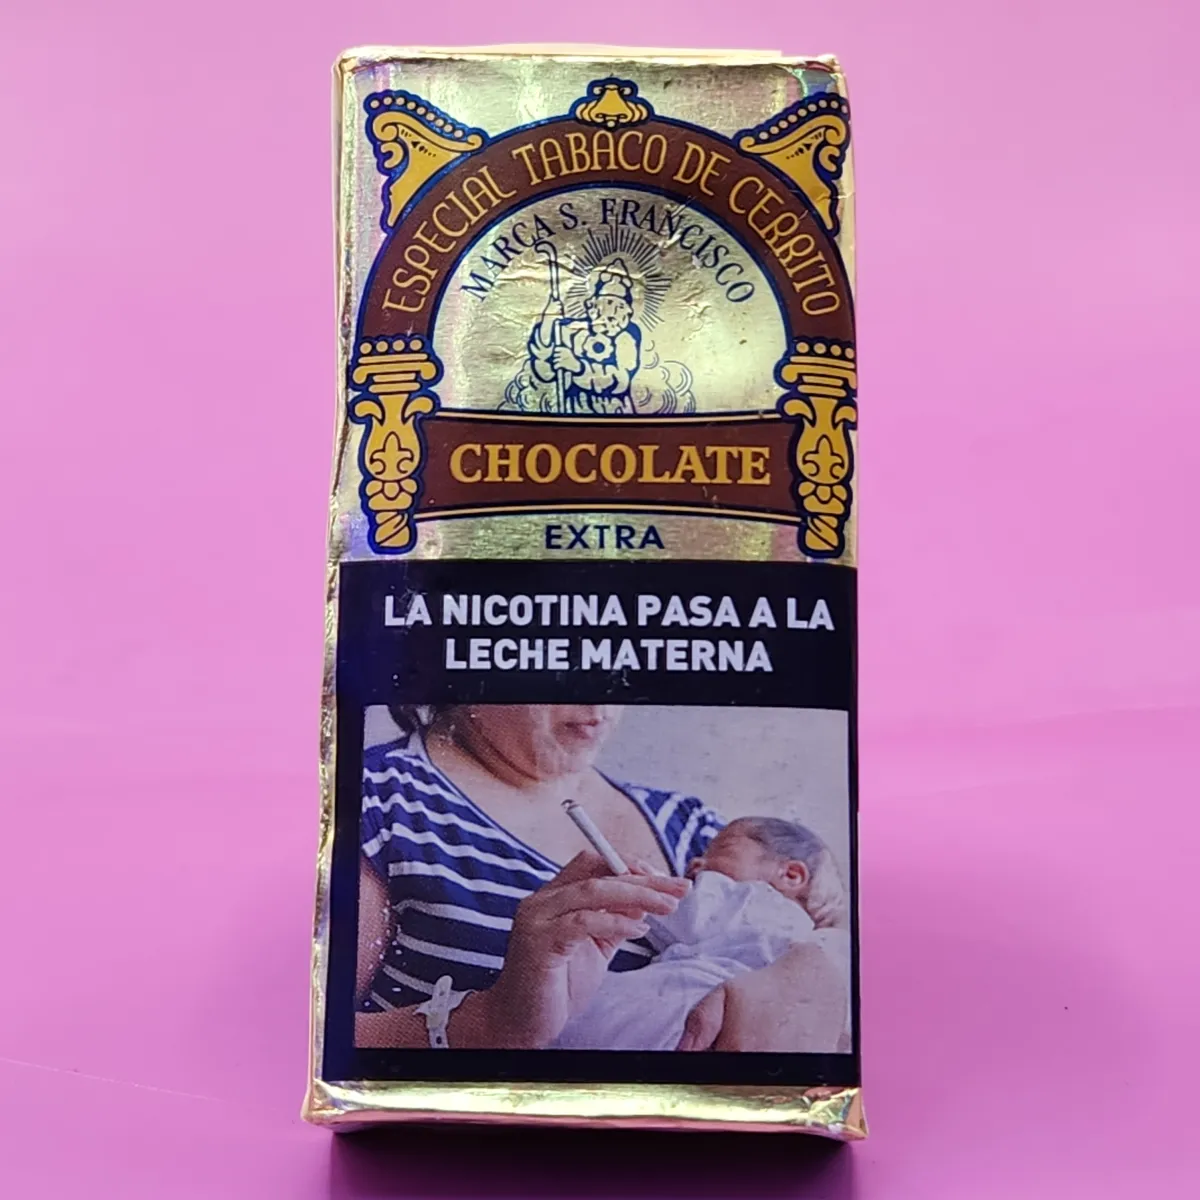 ESPECIAL TABACO DE CERRITO
MARCA S. FRANCISCO
CHOCOLATE
EXTRA
LA NICOTINA PASA A LA
LECHE MATERNA